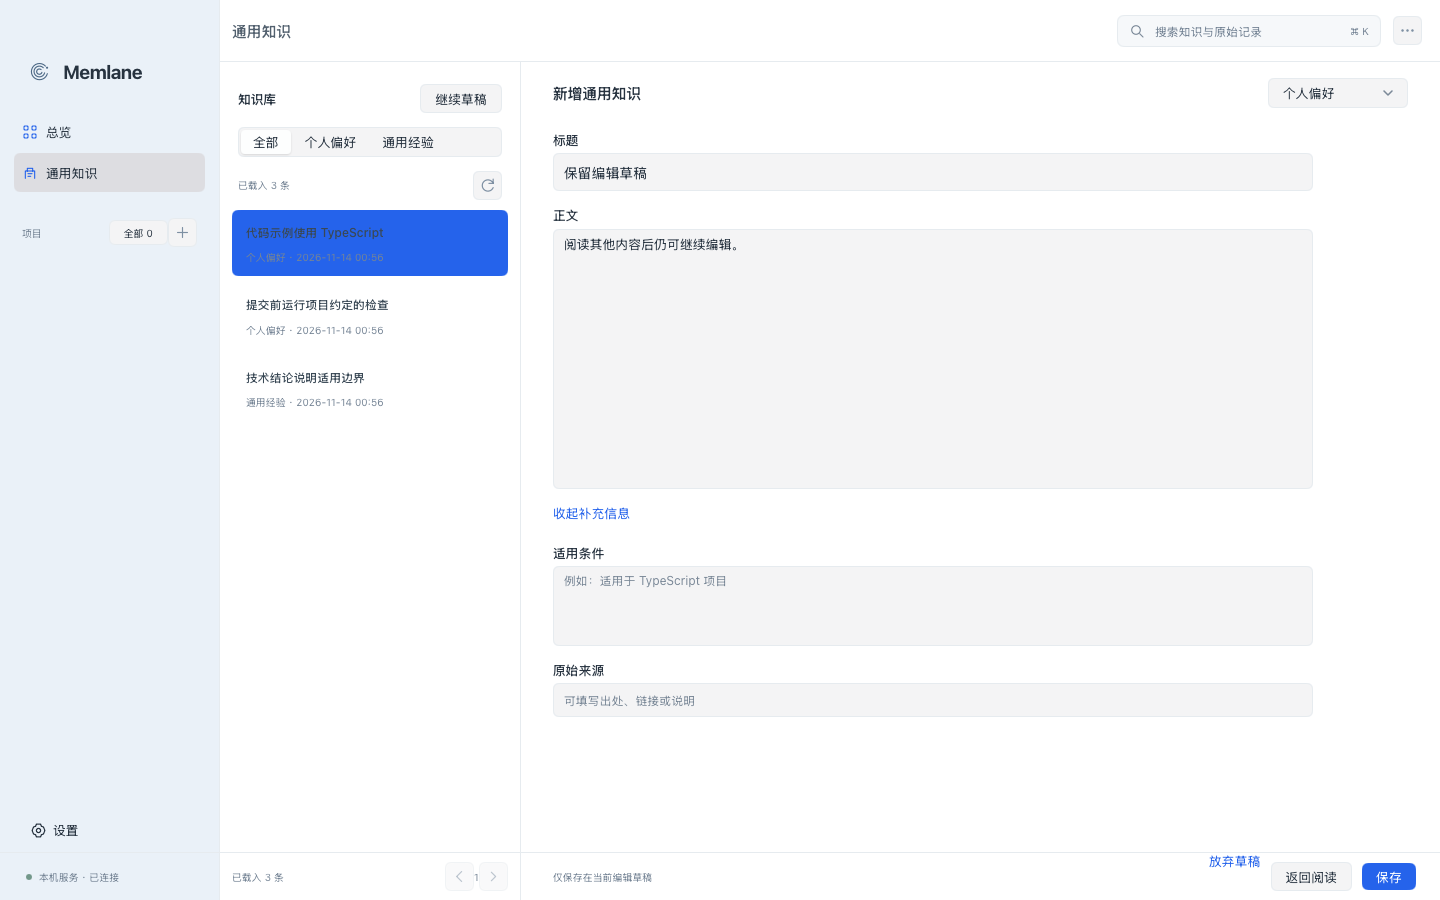 Memlane
总览
通用知识
项目
全部 0
设置
本机服务 · 已连接
通用知识
搜索知识与原始记录
⌘ K
知识库
继续草稿
全部
个人偏好
通用经验
已载入 3 条
代码示例使用 TypeScript
个人偏好 · 2026-11-14 00:56
提交前运行项目约定的检查
个人偏好 · 2026-11-14 00:56
技术结论说明适用边界
通用经验 · 2026-11-14 00:56
已载入 3 条
1
新增通用知识
个人偏好
标题
保留编辑草稿
正文
阅读其他内容后仍可继续编辑。
收起补充信息
适用条件
例如：适用于 TypeScript 项目
原始来源
可填写出处、链接或说明
仅保存在当前编辑草稿
放弃草稿
返回阅读
保存